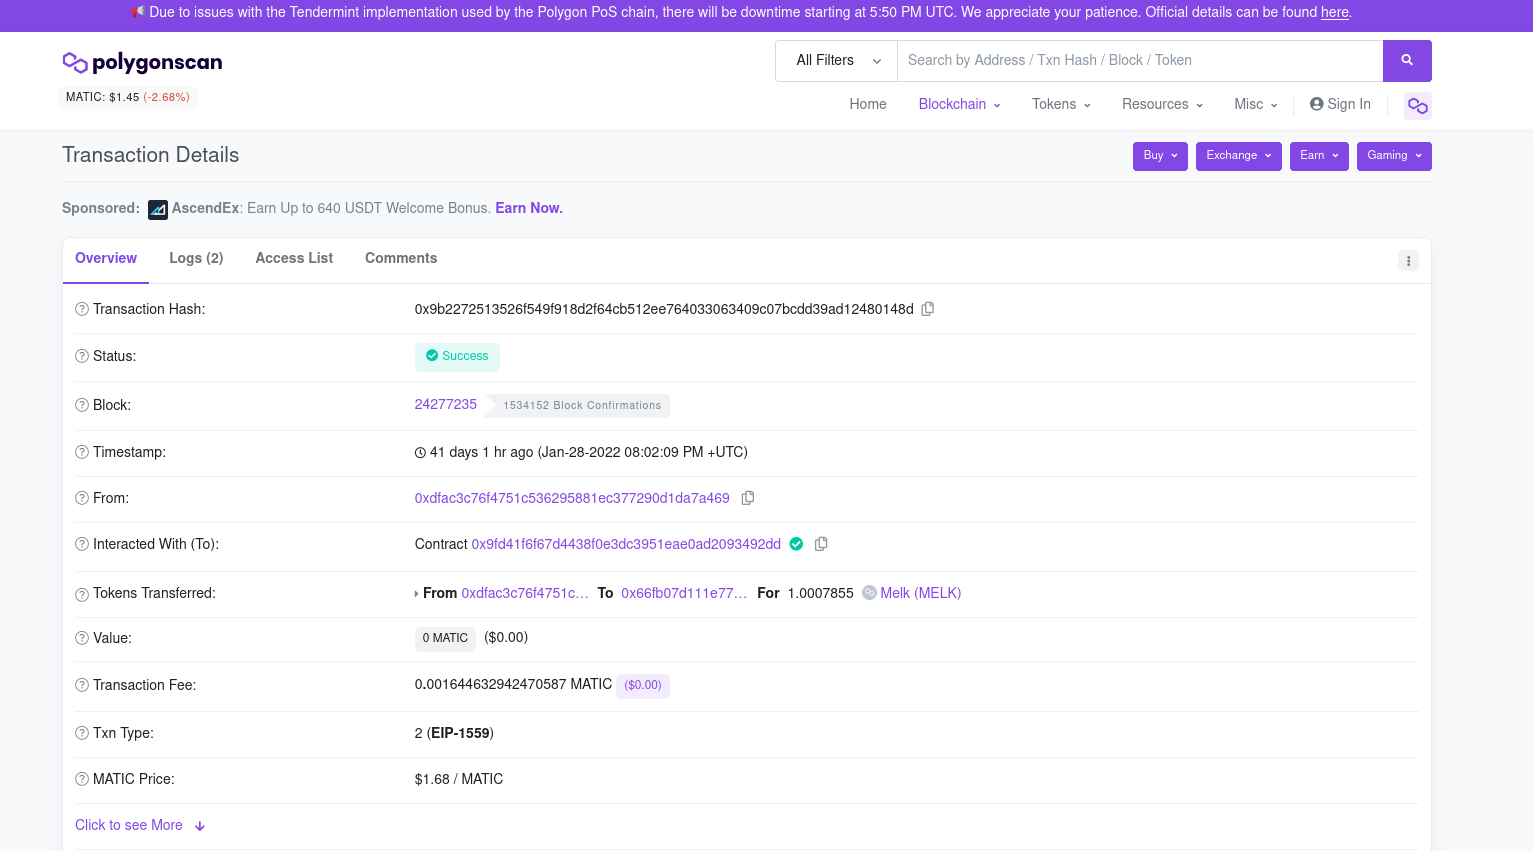 Due to issues with the Tendermint implementation used by the Polygon PoS chain, there will be downtime starting at 5:50 PM UTC. We appreciate your patience. Official details can be found here.
polygonscan
All Filters
Search by Address / Txn Hash / Block / Token
MATIC: $1.45 (-2.68%)
Home Blockchain Tokens Resources Misc Sign In
Transaction Details
Buy Exchange Earn Gaming
Sponsored: AscendEx: Earn Up to 640 USDT Welcome Bonus. Earn Now.
Overview Logs (2) Access List Comments
Transaction Hash: 0x9b2272513526f549f918d2f64cb512ee764033063409c07bcdd39ad12480148d
Status: Success
Block: 24277235 1534152 Block Confirmations
Timestamp: 41 days 1 hr ago (Jan-28-2022 08:02:09 PM +UTC)
From: 0xdfac3c76f4751c536295881ec377290d1da7a469
Interacted With (To): Contract 0x9fd41f6f67d4438f0e3dc3951eae0ad2093492dd
Tokens Transferred: From 0xdfac3c76f4751c... To 0x66fb07d111e77... For 1.0007855 Melk (MELK)
Value: 0 MATIC ($0.00)
Transaction Fee: 0.001644632942470587 MATIC ($0.00)
Txn Type: 2 (EIP-1559)
MATIC Price: $1.68 / MATIC
Click to see More